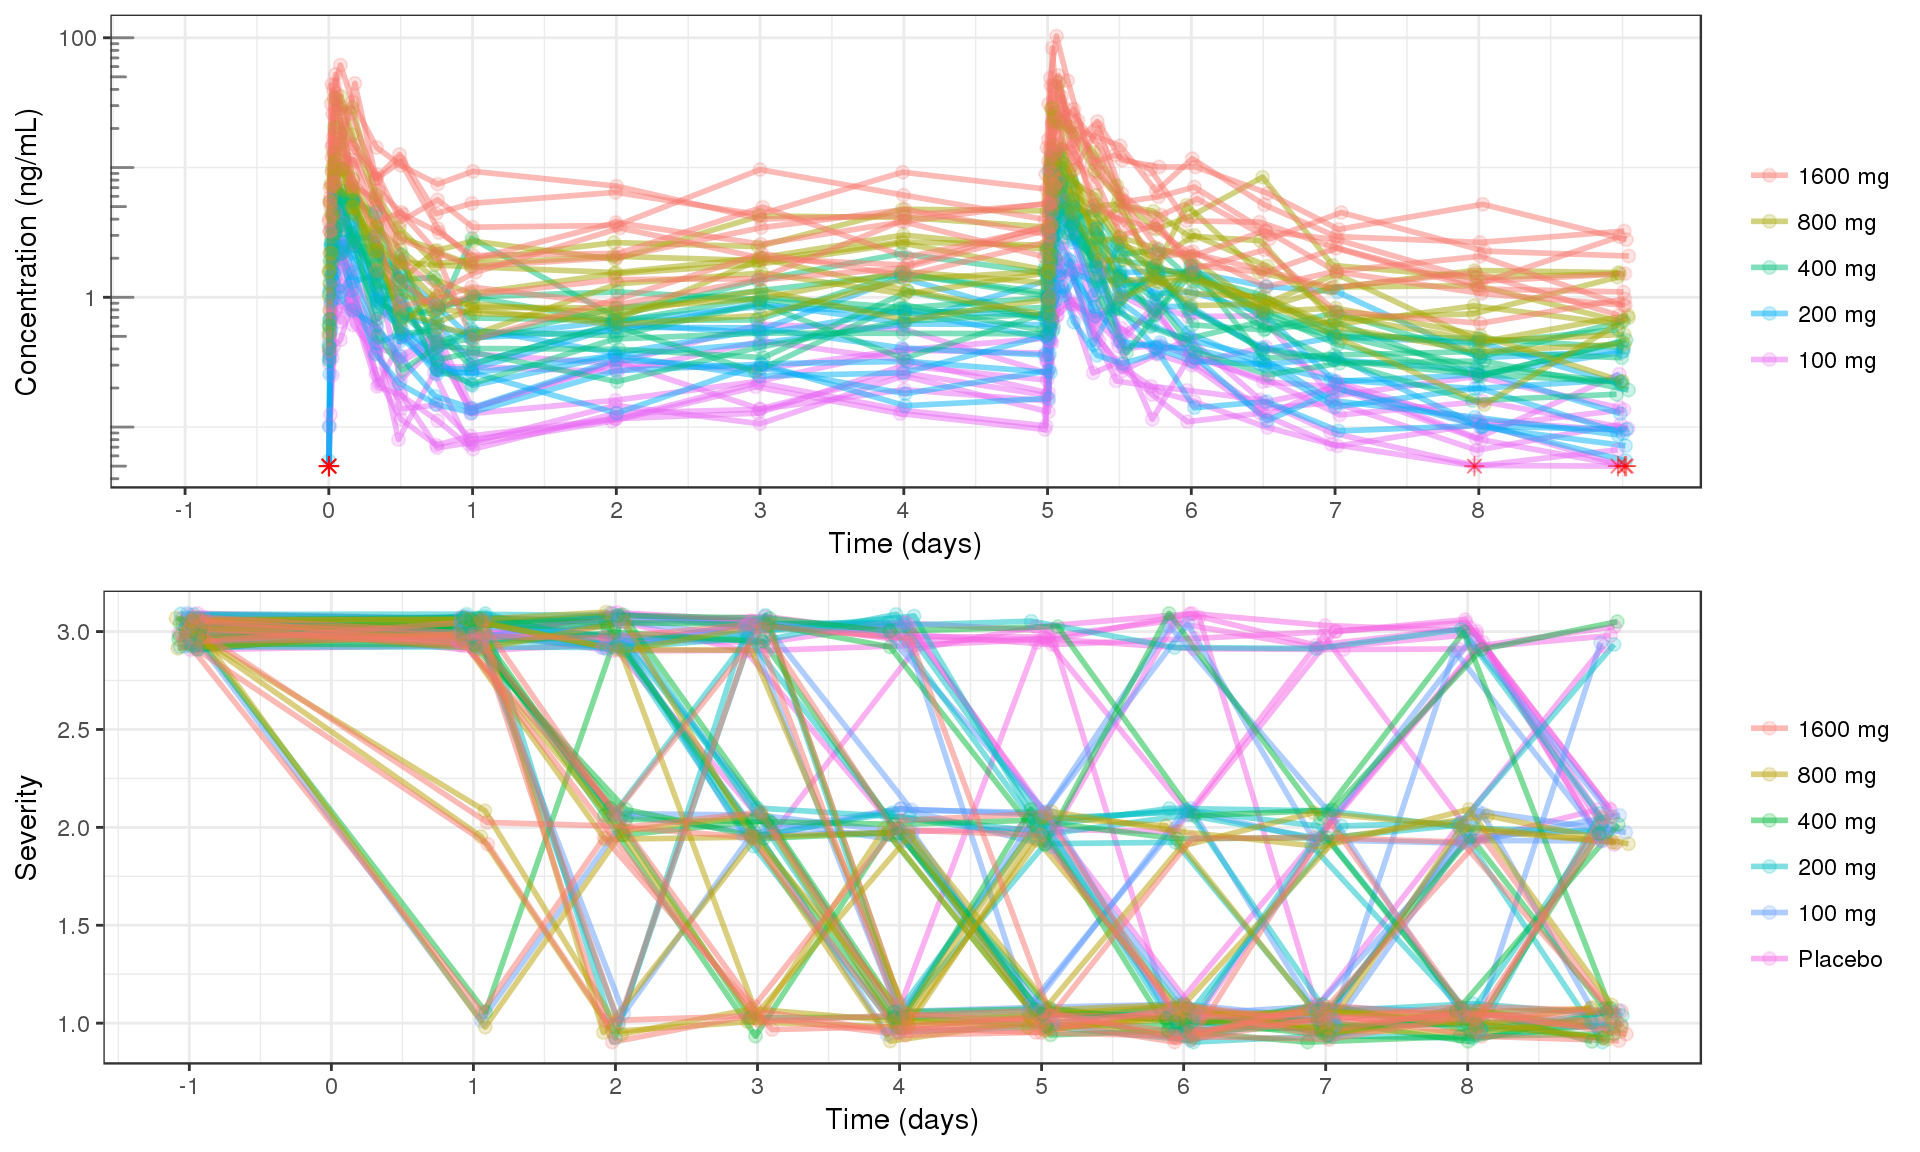 100
1
Concentration (ng/mL)
-1 0 1 2 3 4 5 6 7 8
Time (days)
1600 mg
800 mg
400 mg
200 mg
100 mg
3.0
2.5
2.0
1.5
1.0
Severity
-1 0 1 2 3 4 5 6 7 8
Time (days)
1600 mg
800 mg
400 mg
200 mg
100 mg
Placebo